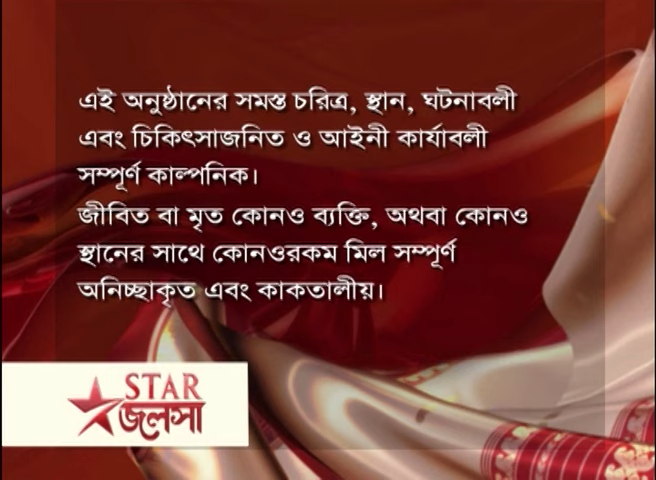 এই অনুষ্ঠানের সমস্ত চরিত্র, স্থান, ঘটনাবলী
এবং চিকিৎসাজনিত ও আইনী কার্যাবলী
সম্পূর্ণ কাল্পনিক।
জীবিত বা মৃত কোনও ব্যক্তি, অথবা কোনও
স্থানের সাথে কোনওরকম মিল সম্পূর্ণ
অনিচ্ছাকৃত এবং কাকতালীয়।
STAR
জলসা